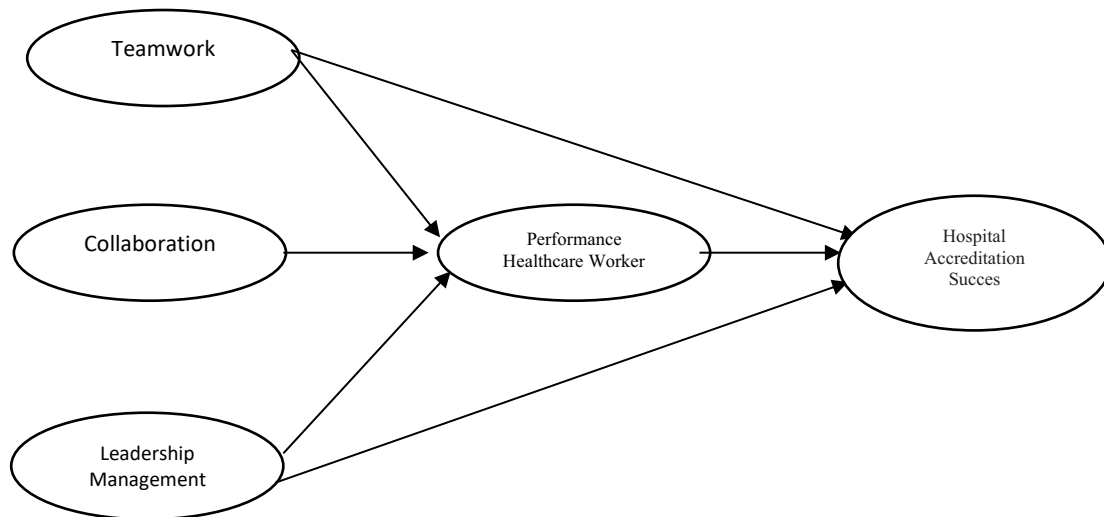 Teamwork
Collaboration
Performance
Healthcare Worker
Hospital
Accreditation
Succes
Leadership
Management